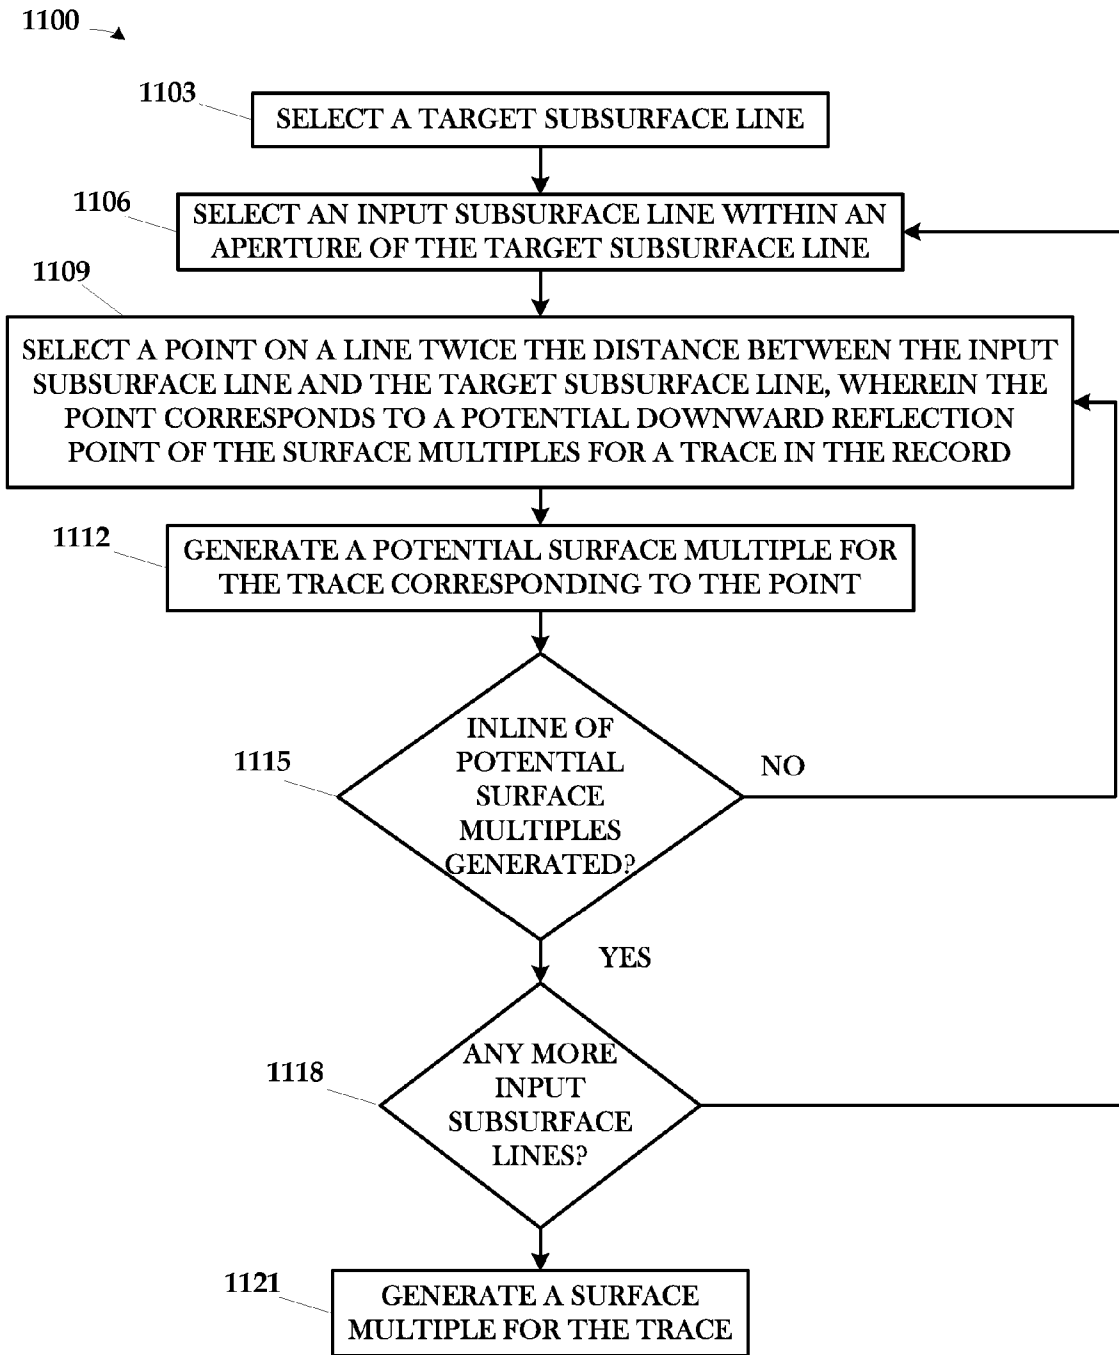 1100
1103
SELECT A TARGET SUBSURFACE LINE
1106
SELECT AN INPUT SUBSURFACE LINE WITHIN AN
APERTURE OF THE TARGET SUBSURFACE LINE
1109
SELECT A POINT ON A LINE TWICE THE DISTANCE BETWEEN THE INPUT
SUBSURFACE LINE AND THE TARGET SUBSURFACE LINE, WHEREIN THE
POINT CORRESPONDS TO A POTENTIAL DOWNWARD REFLECTION
POINT OF THE SURFACE MULTIPLES FOR A TRACE IN THE RECORD
1112
GENERATE A POTENTIAL SURFACE MULTIPLE FOR
THE TRACE CORRESPONDING TO THE POINT
1115
INLINE OF
POTENTIAL
SURFACE
MULTIPLES
GENERATED?
NO
YES
1118
ANY MORE
INPUT
SUBSURFACE
LINES?
1121
GENERATE A SURFACE
MULTIPLE FOR THE TRACE